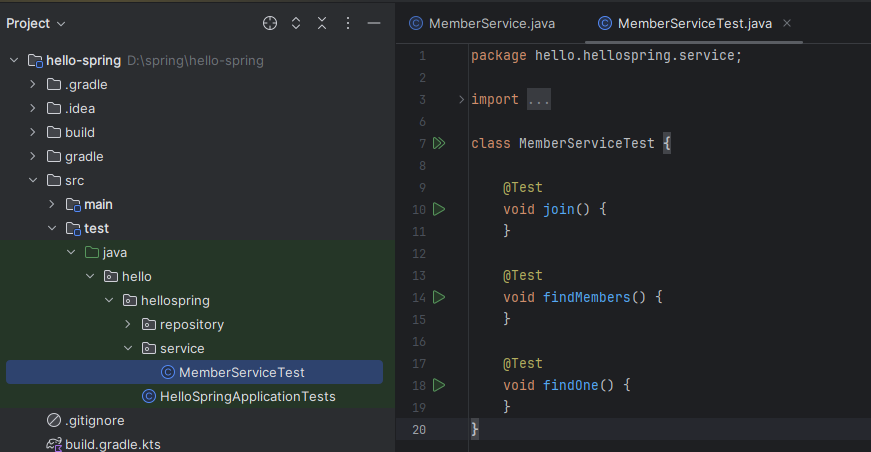 Project
hello-spring D:\spring\hello-spring
.gradle
.idea
build
gradle
src
main
test
java
hello
hellospring
repository
service
MemberServiceTest
HelloSpringApplicationTests
.gitignore
build.gradle.kts
MemberService.java MemberServiceTest.java
1 package hello.hellospring.service;
2
3 import ...
6
7 class MemberServiceTest {
8
9 @Test
10 void join() {
11 }
12
13 @Test
14 void findMembers() {
15 }
16
17 @Test
18 void findOne() {
19 }
20 }